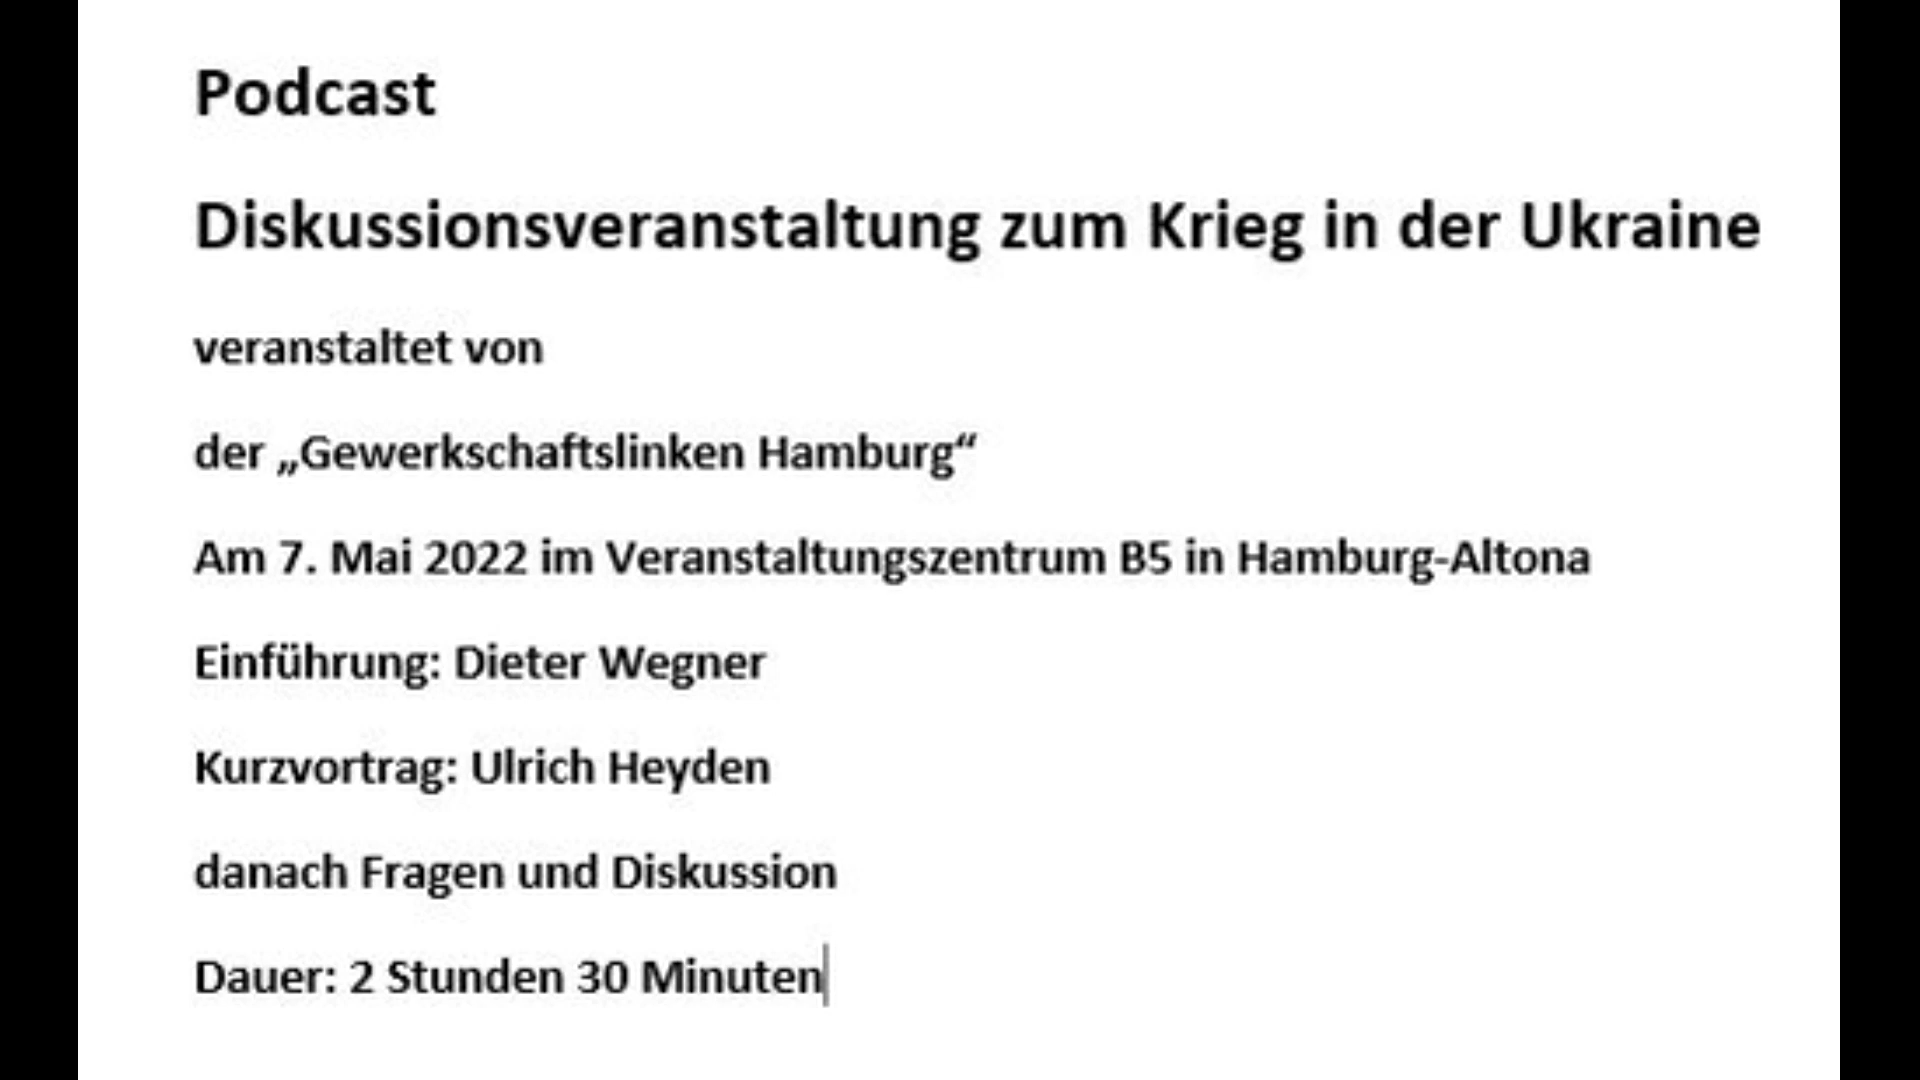 Podcast
Diskussionsveranstaltung zum Krieg in der Ukraine
veranstaltet von
der „Gewerkschaftslinken Hamburg“
Am 7. Mai 2022 im Veranstaltungszentrum B5 in Hamburg-Altona
Einführung: Dieter Wegner
Kurzvortrag: Ulrich Heyden
danach Fragen und Diskussion
Dauer: 2 Stunden 30 Minuten